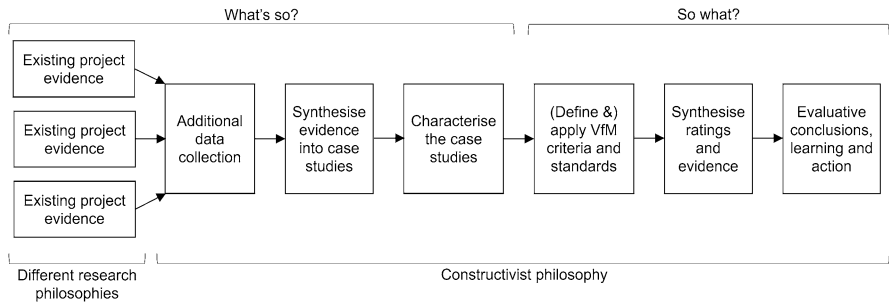 What's so?
So what?
Existing project
evidence
Existing project
evidence
Existing project
evidence
Additional
data
collection
Synthesise
evidence
into case
studies
Characterise
the case
studies
(Define &)
apply VfM
criteria and
standards
Synthesise
ratings
and
evidence
Evaluative
conclusions,
learning and
action
Different research
philosophies
Constructivist philosophy